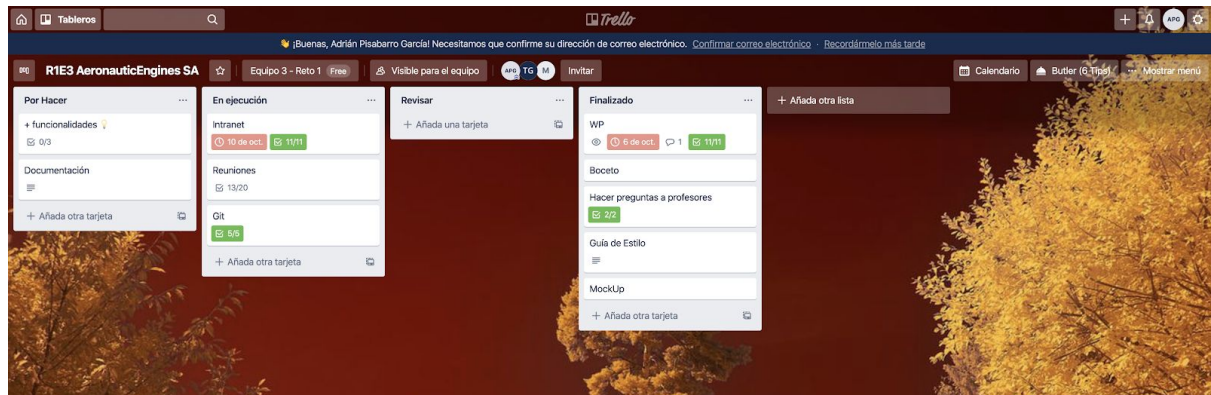 Tableros
Trello
APG
¡Buenas, Adrián Pisabarro García! Necesitamos que confirme su dirección de correo electrónico. Confirmar correo electrónico · Recordármelo más tarde
R1E3 AeronauticEngines SA
Equipo 3 - Reto 1 Free
Visible para el equipo
APG TG M
Invitar
Calendario
Butler (6 Tips)
··· Mostrar menú
Por Hacer ···
+ funcionalidades
0/3
Documentación
+ Añada otra tarjeta
En ejecución ···
Intranet
10 de oct. 11/11
Reuniones
13/20
Git
5/5
+ Añada otra tarjeta
Revisar ···
+ Añada una tarjeta
Finalizado ···
WP
6 de oct. 1 11/11
Boceto
Hacer preguntas a profesores
2/2
Guía de Estilo
MockUp
+ Añada otra tarjeta
+ Añada otra lista